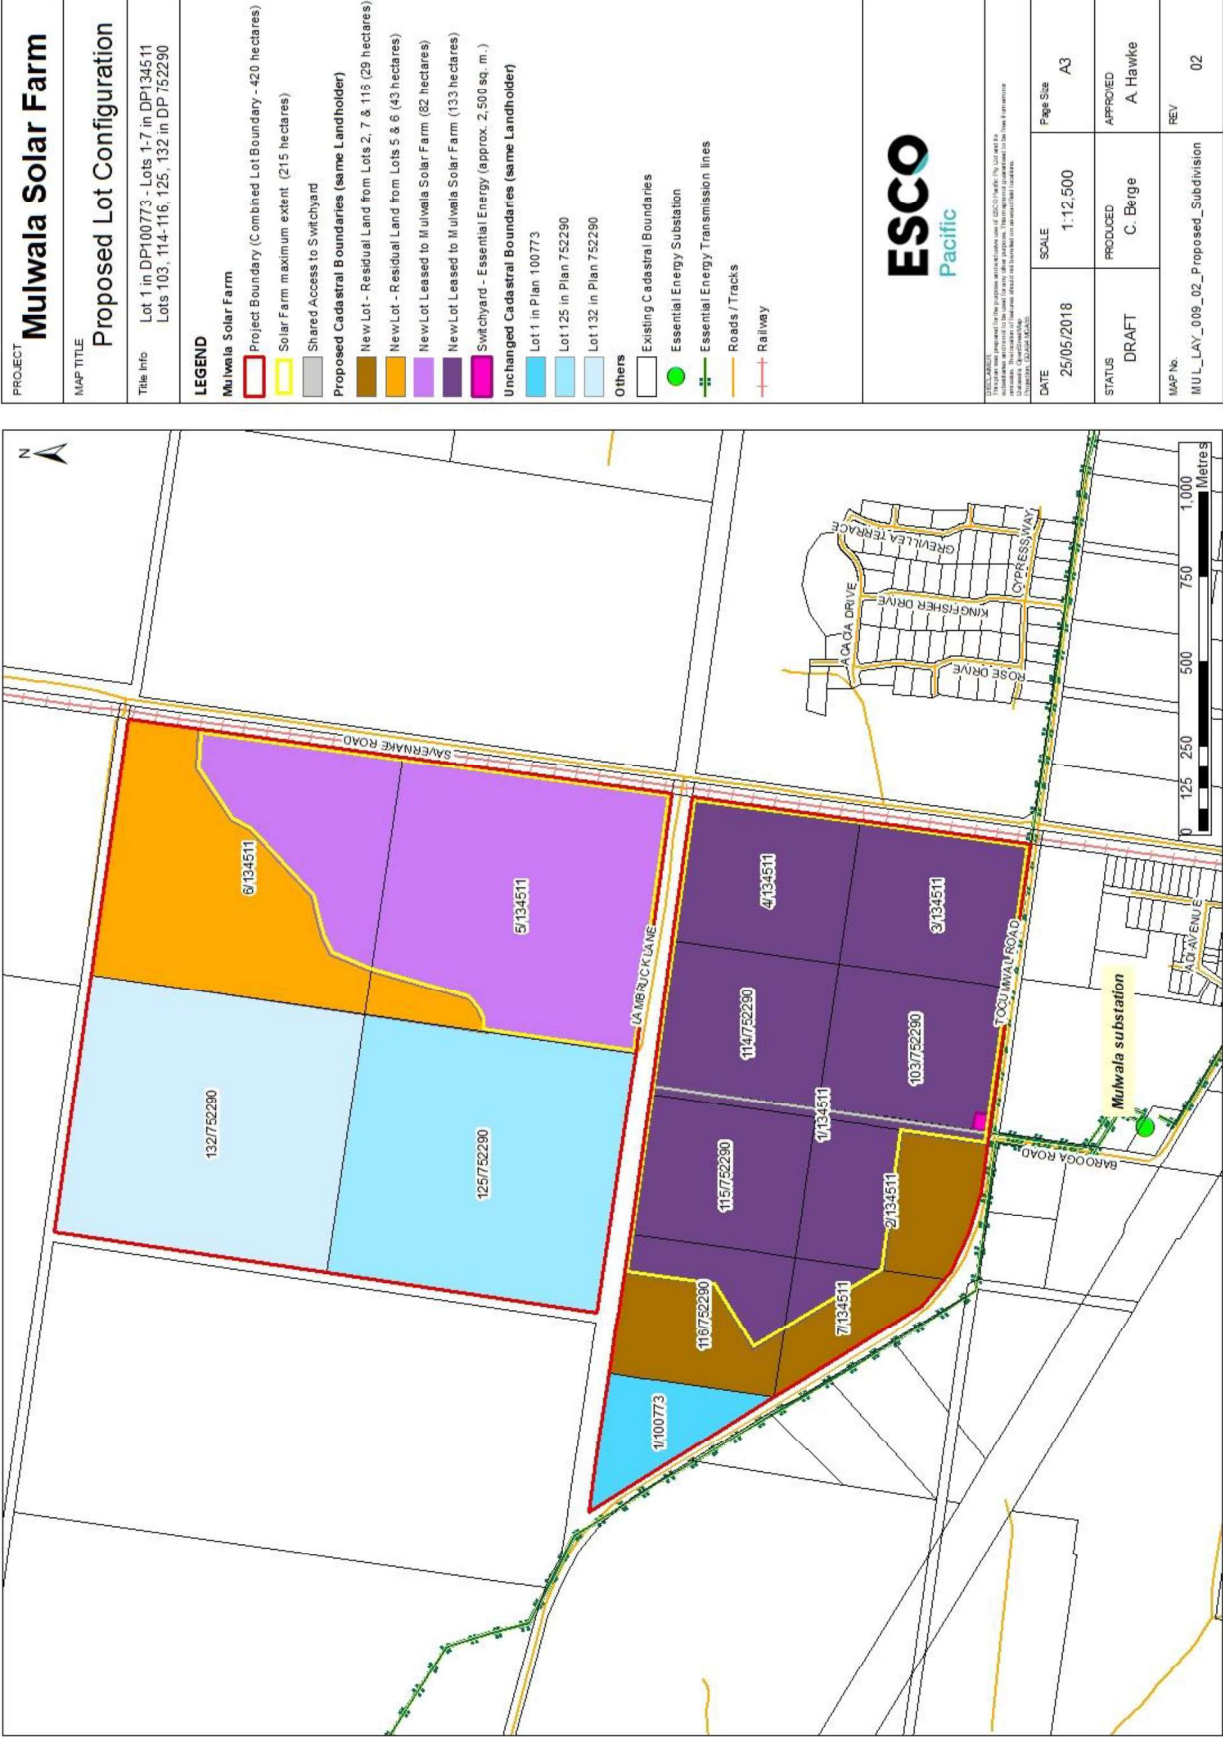 PROJECT
Mulwala Solar Farm
MAP TITLE
Proposed Lot Configuration
Title Info
Lot 1 in DP100773 - Lots 1-7 in DP134511
Lots 103, 114-116, 125, 132 in DP 752290
LEGEND
Mulwala Solar Farm
Project Boundary (Combined Lot Boundary - 420 hectares)
Solar Farm maximum extent (215 hectares)
Shared Access to Switchyard
Proposed Cadastral Boundaries (same Landholder)
New Lot - Residual Land from Lots 2, 7 & 116 (29 hectares)
New Lot - Residual Land from Lots 5 & 6 (43 hectares)
New Lot Leased to Mulwala Solar Farm (82 hectares)
New Lot Leased to Mulwala Solar Farm (133 hectares)
Switchyard - Essential Energy (approx. 2,500 sq. m.)
Unchanged Cadastral Boundaries (same Landholder)
Lot 1 in Plan 100773
Lot 125 in Plan 752290
Lot 132 in Plan 752290
Others
Existing Cadastral Boundaries
Essential Energy Substation
Essential Energy Transmission lines
Roads / Tracks
Railway
ESCO
Pacific
DISCLAIMER
DATE
25/05/2018
SCALE
1:12,500
Page Size
A3
STATUS
DRAFT
PRODUCED
C. Berge
APPROVED
A. Hawke
MAP No.
MUL_LAY_009_02_Proposed_Subdivision
REV
02
N
132/752290
6/134511
SAVERNAKE ROAD
125/752290
5/134511
LAMBRUCK LANE
1/100773
116/752290
115/752290
114/752290
4/134511
7/134511
2/134511
1/134511
103/752290
3/134511
TOCUMWAL ROAD
BAROOGA ROAD
Mulwala substation
ACACIA DRIVE
GREVILLEA TERRACE
KINGFISHER DRIVE
ROSE DRIVE
CYPRESS WAY
ADI AVENUE
0 125 250 500 750 1,000
Metres